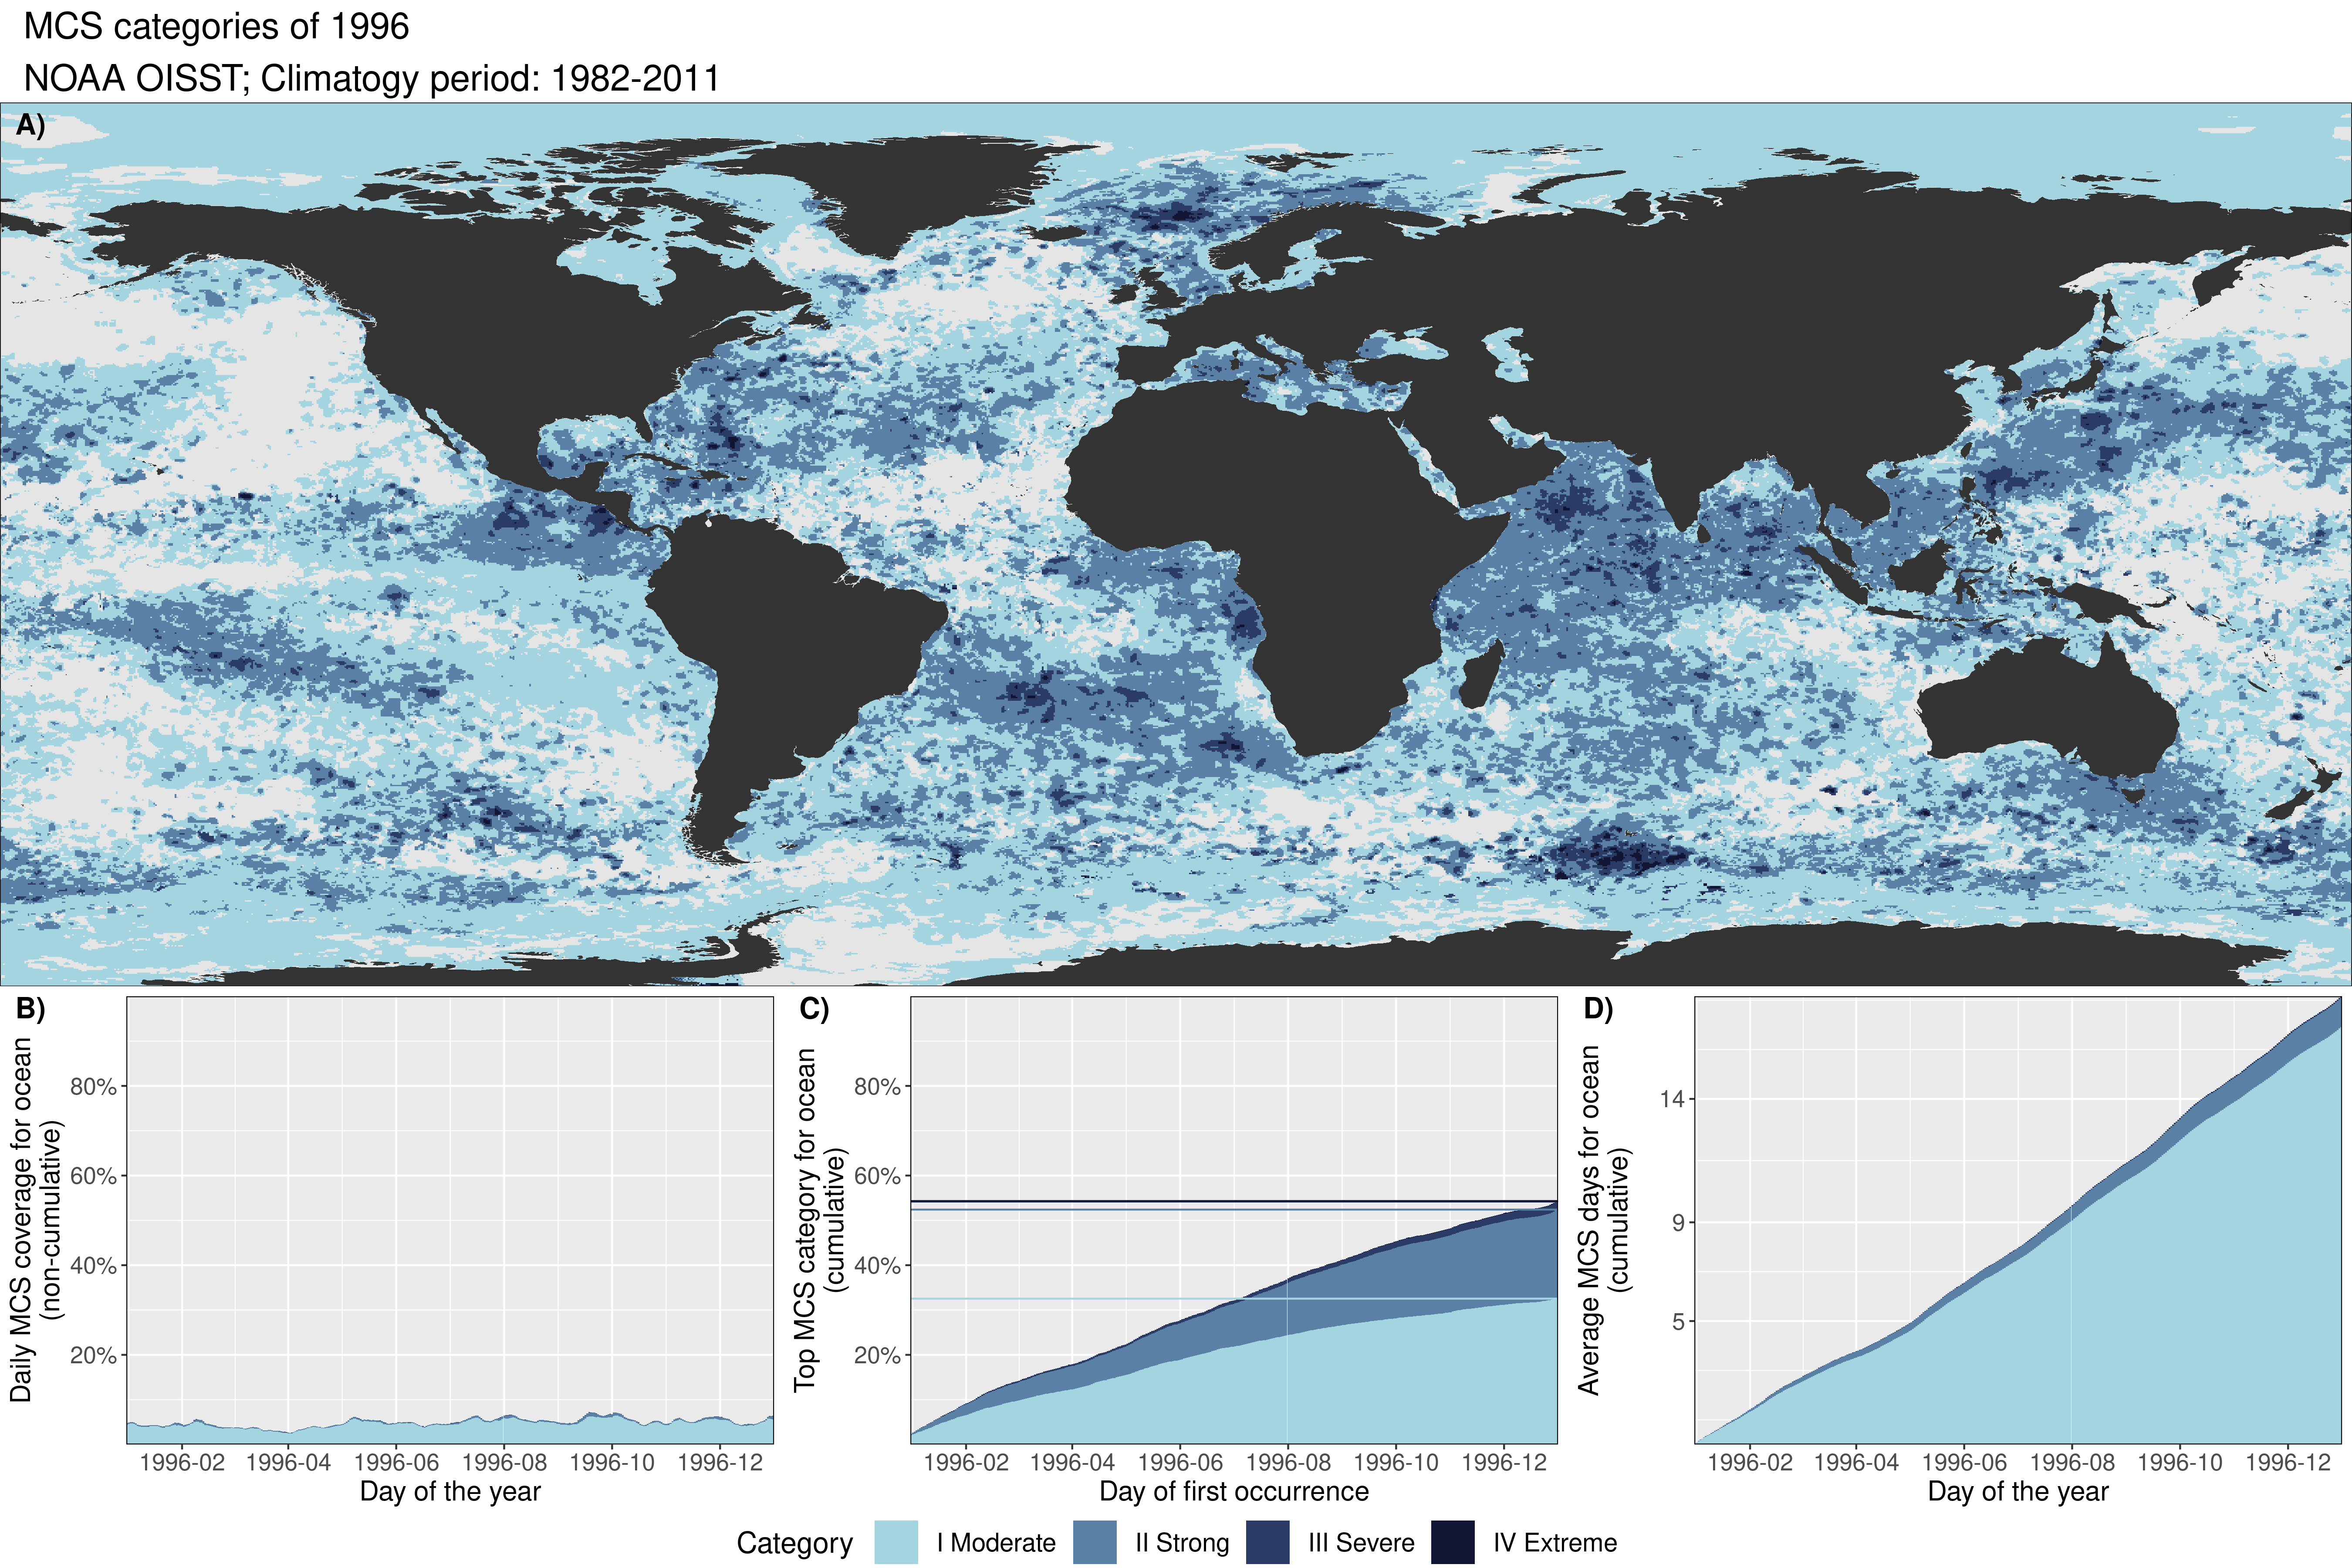 MCS categories of 1996
NOAA OISST; Climatogy period: 1982-2011
A)
B)
Daily MCS coverage for ocean
(non-cumulative)
80%
60%
40%
20%
1996-02 1996-04 1996-06 1996-08 1996-10 1996-12
Day of the year
C)
Top MCS category for ocean
(cumulative)
80%
60%
40%
20%
1996-02 1996-04 1996-06 1996-08 1996-10 1996-12
Day of first occurrence
D)
Average MCS days for ocean
(cumulative)
14
9
5
1996-02 1996-04 1996-06 1996-08 1996-10 1996-12
Day of the year
Category I Moderate II Strong III Severe IV Extreme